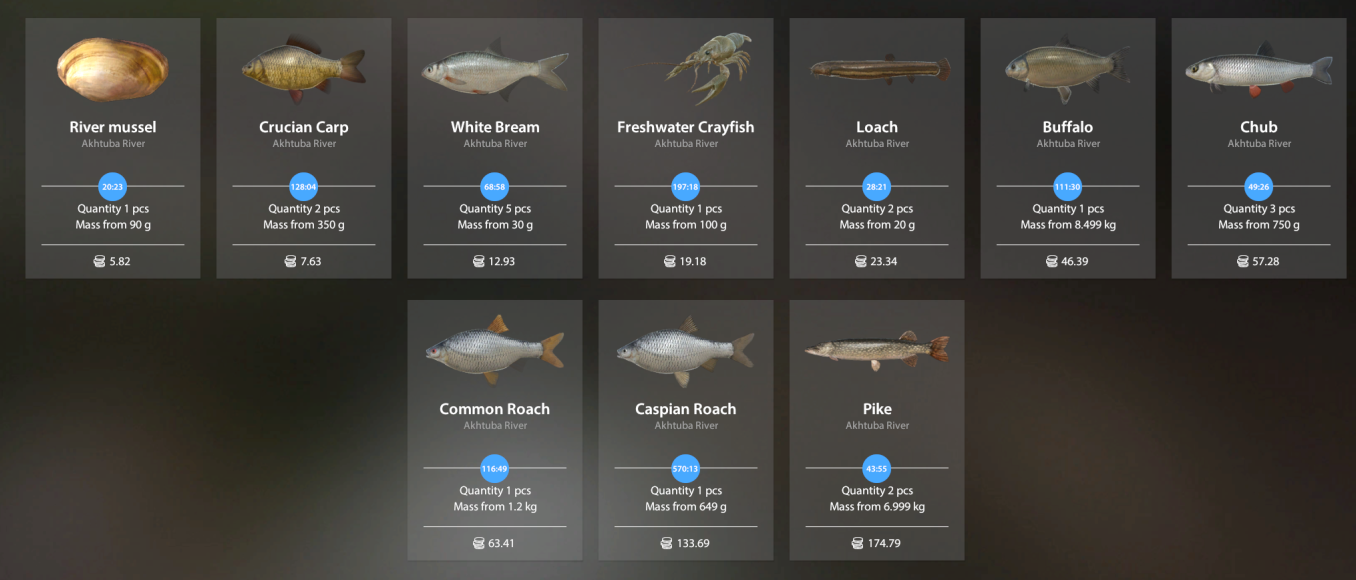 River mussel
Akhtuba River
20:23
Quantity 1 pcs
Mass from 90 g
5.82
Crucian Carp
Akhtuba River
128:04
Quantity 2 pcs
Mass from 350 g
7.63
White Bream
Akhtuba River
68:58
Quantity 5 pcs
Mass from 30 g
12.93
Freshwater Crayfish
Akhtuba River
197:18
Quantity 1 pcs
Mass from 100 g
19.18
Loach
Akhtuba River
28:21
Quantity 2 pcs
Mass from 20 g
23.34
Buffalo
Akhtuba River
111:30
Quantity 1 pcs
Mass from 8.499 kg
46.39
Chub
Akhtuba River
49:26
Quantity 3 pcs
Mass from 750 g
57.28
Common Roach
Akhtuba River
116:49
Quantity 1 pcs
Mass from 1.2 kg
63.41
Caspian Roach
Akhtuba River
570:13
Quantity 1 pcs
Mass from 649 g
133.69
Pike
Akhtuba River
43:55
Quantity 2 pcs
Mass from 6.999 kg
174.79